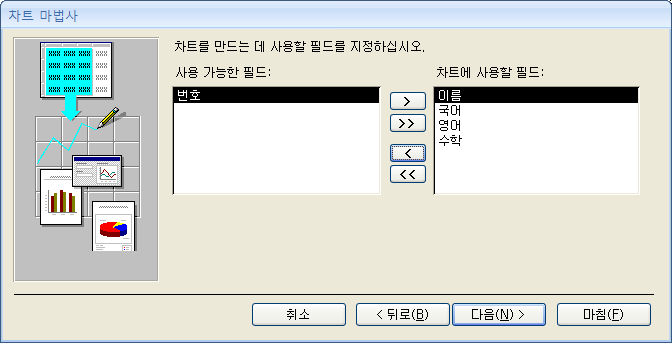 차트 마법사
차트를 만드는 데 사용할 필드를 지정하십시오.
사용 가능한 필드:
차트에 사용할 필드:
번호
이름
국어
영어
수학
>
>>
<
<<
취소
< 뒤로(B)
다음(N) >
마침(F)